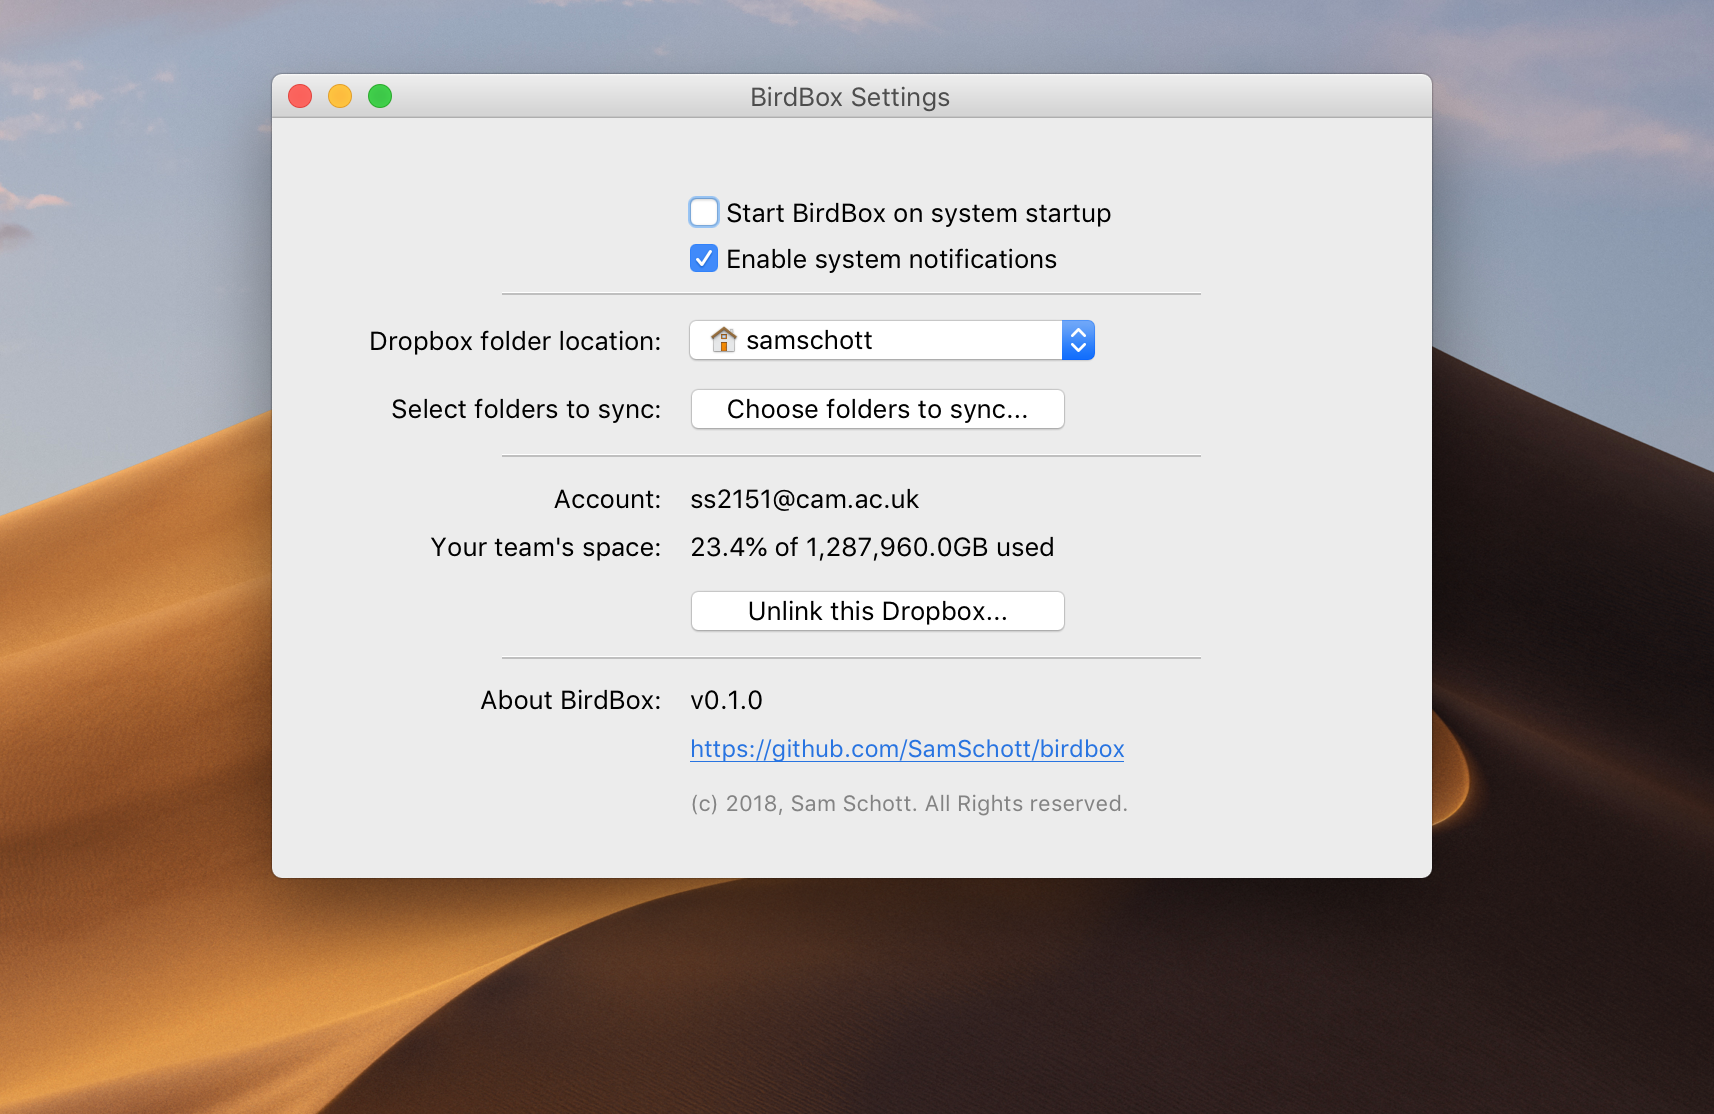 BirdBox Settings
Start BirdBox on system startup
Enable system notifications
Dropbox folder location: samschott
Select folders to sync: Choose folders to sync...
Account: ss2151@cam.ac.uk
Your team's space: 23.4% of 1,287,960.0GB used
Unlink this Dropbox...
About BirdBox: v0.1.0
https://github.com/SamSchott/birdbox
(c) 2018, Sam Schott. All Rights reserved.